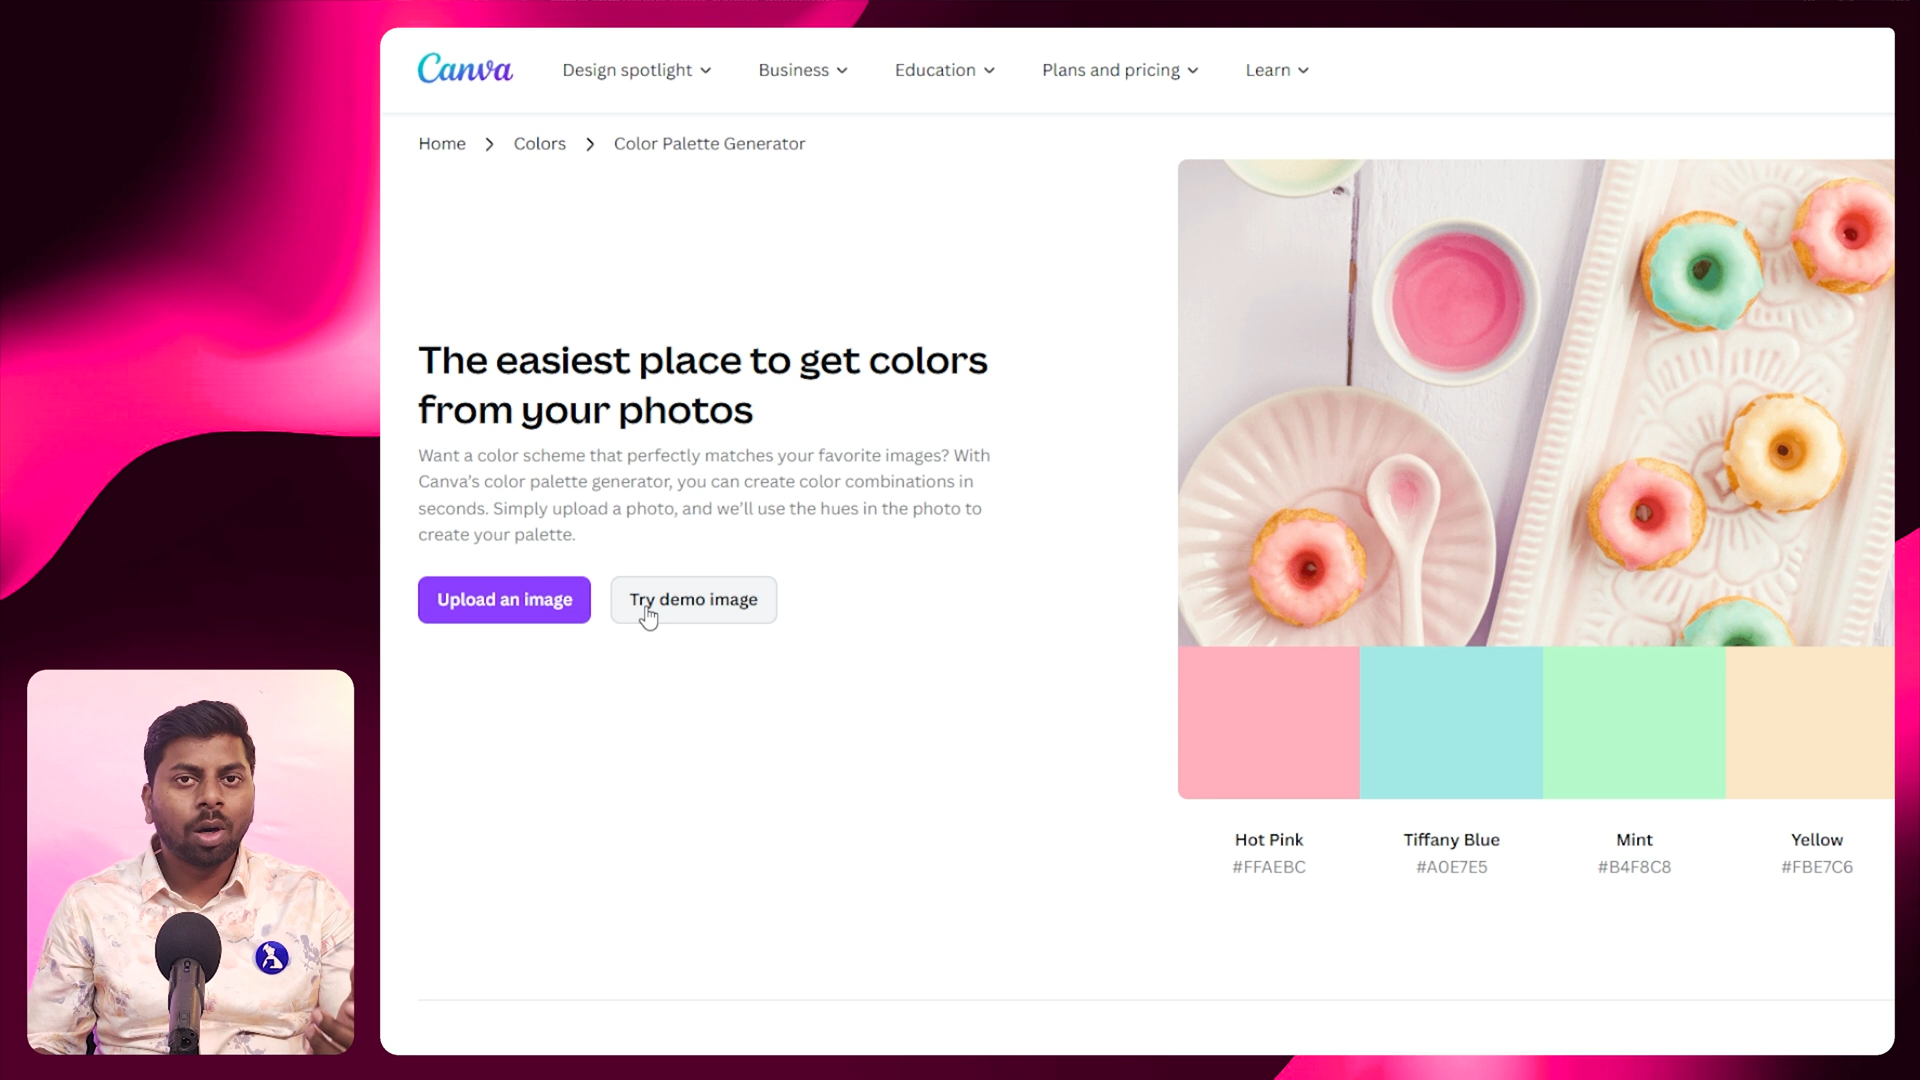 Canva
Design spotlight
Business
Education
Plans and pricing
Learn
Home > Colors > Color Palette Generator
The easiest place to get colors
from your photos
Want a color scheme that perfectly matches your favorite images? With
Canva's color palette generator, you can create color combinations in
seconds. Simply upload a photo, and we'll use the hues in the photo to
create your palette.
Upload an image
Try demo image
Hot Pink
#FFAEBC
Tiffany Blue
#A0E7E5
Mint
#B4F8C8
Yellow
#FBE7C6